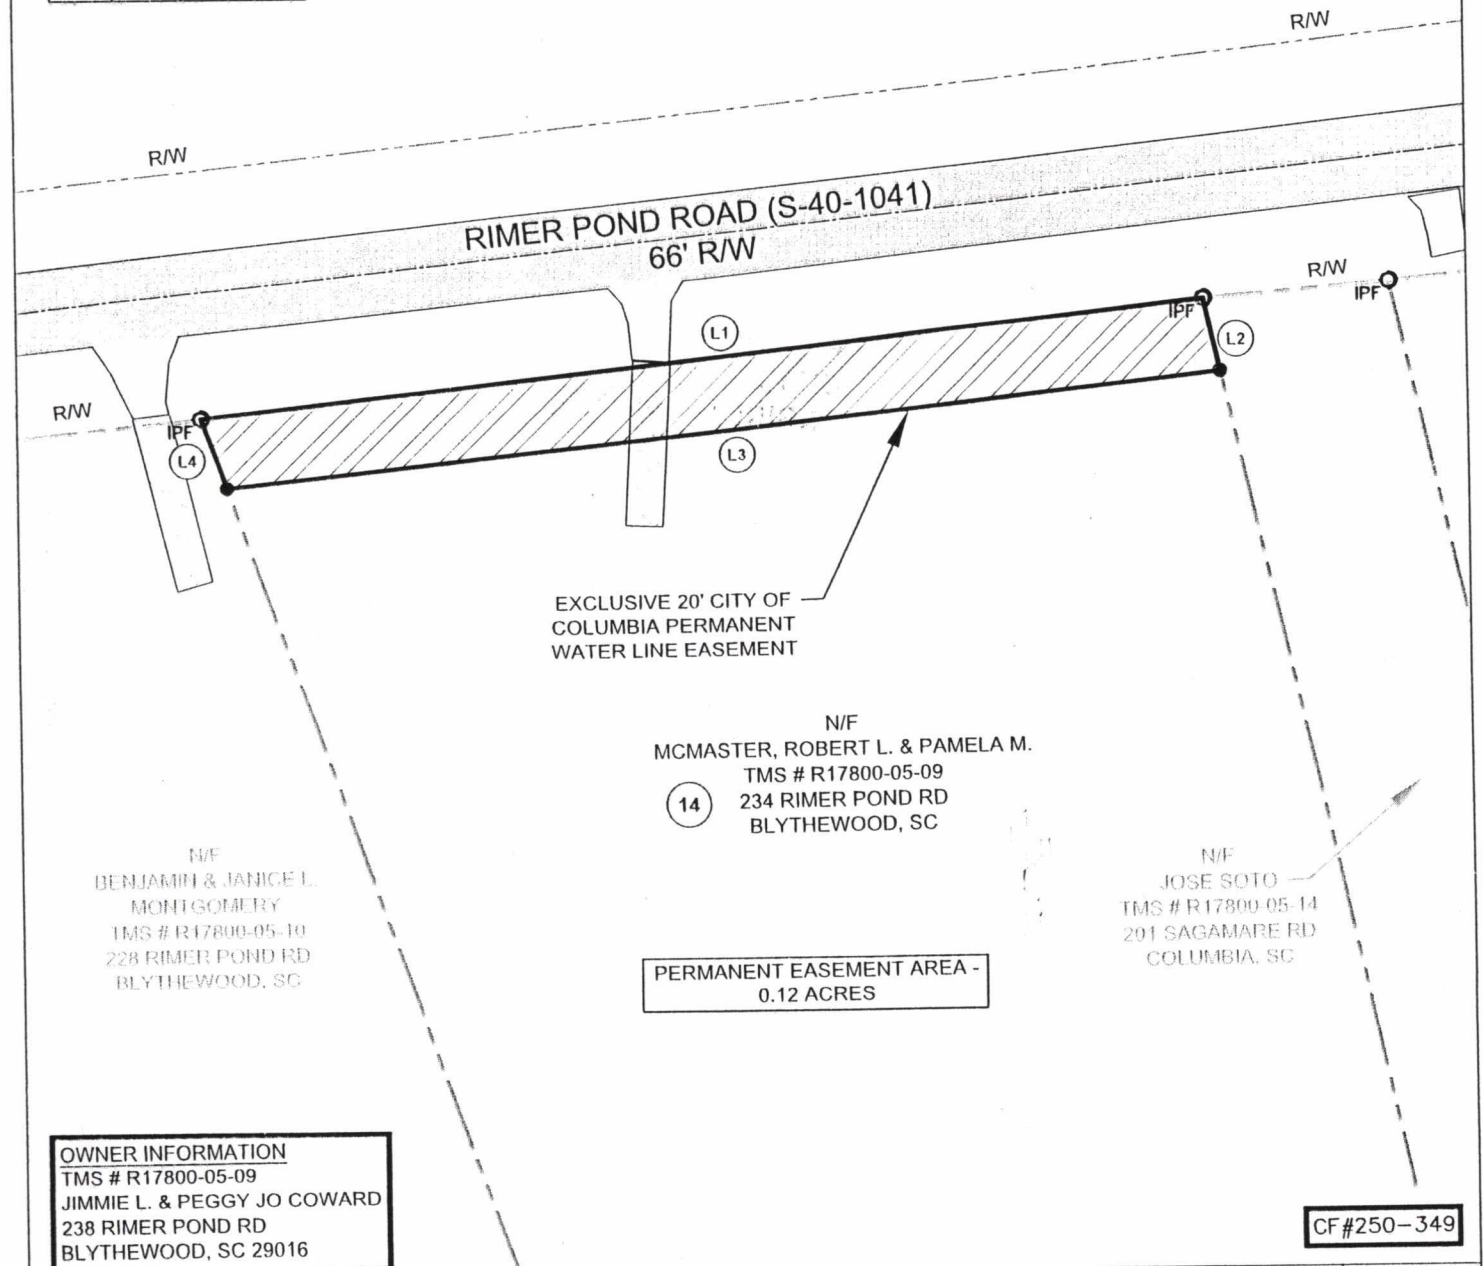 R/W
R/W
RIMER POND ROAD (S-40-1041)
66' R/W
R/W
IPF
IPF
L1
L2
R/W
IPF
L4
L3
EXCLUSIVE 20' CITY OF
COLUMBIA PERMANENT
WATER LINE EASEMENT
N/F
MCMASTER, ROBERT L. & PAMELA M.
TMS # R17800-05-09
14
234 RIMER POND RD
BLYTHEWOOD, SC
N/F
BENJAMIN & JANICE L.
MONTGOMERY
TMS # R17800-05-10
228 RIMER POND RD
BLYTHEWOOD, SC
N/F
JOSE SOTO
TMS # R17800-05-14
201 SAGAMARE RD
COLUMBIA, SC
PERMANENT EASEMENT AREA -
0.12 ACRES
OWNER INFORMATION
TMS # R17800-05-09
JIMMIE L. & PEGGY JO COWARD
238 RIMER POND RD
BLYTHEWOOD, SC 29016
CF#250-349